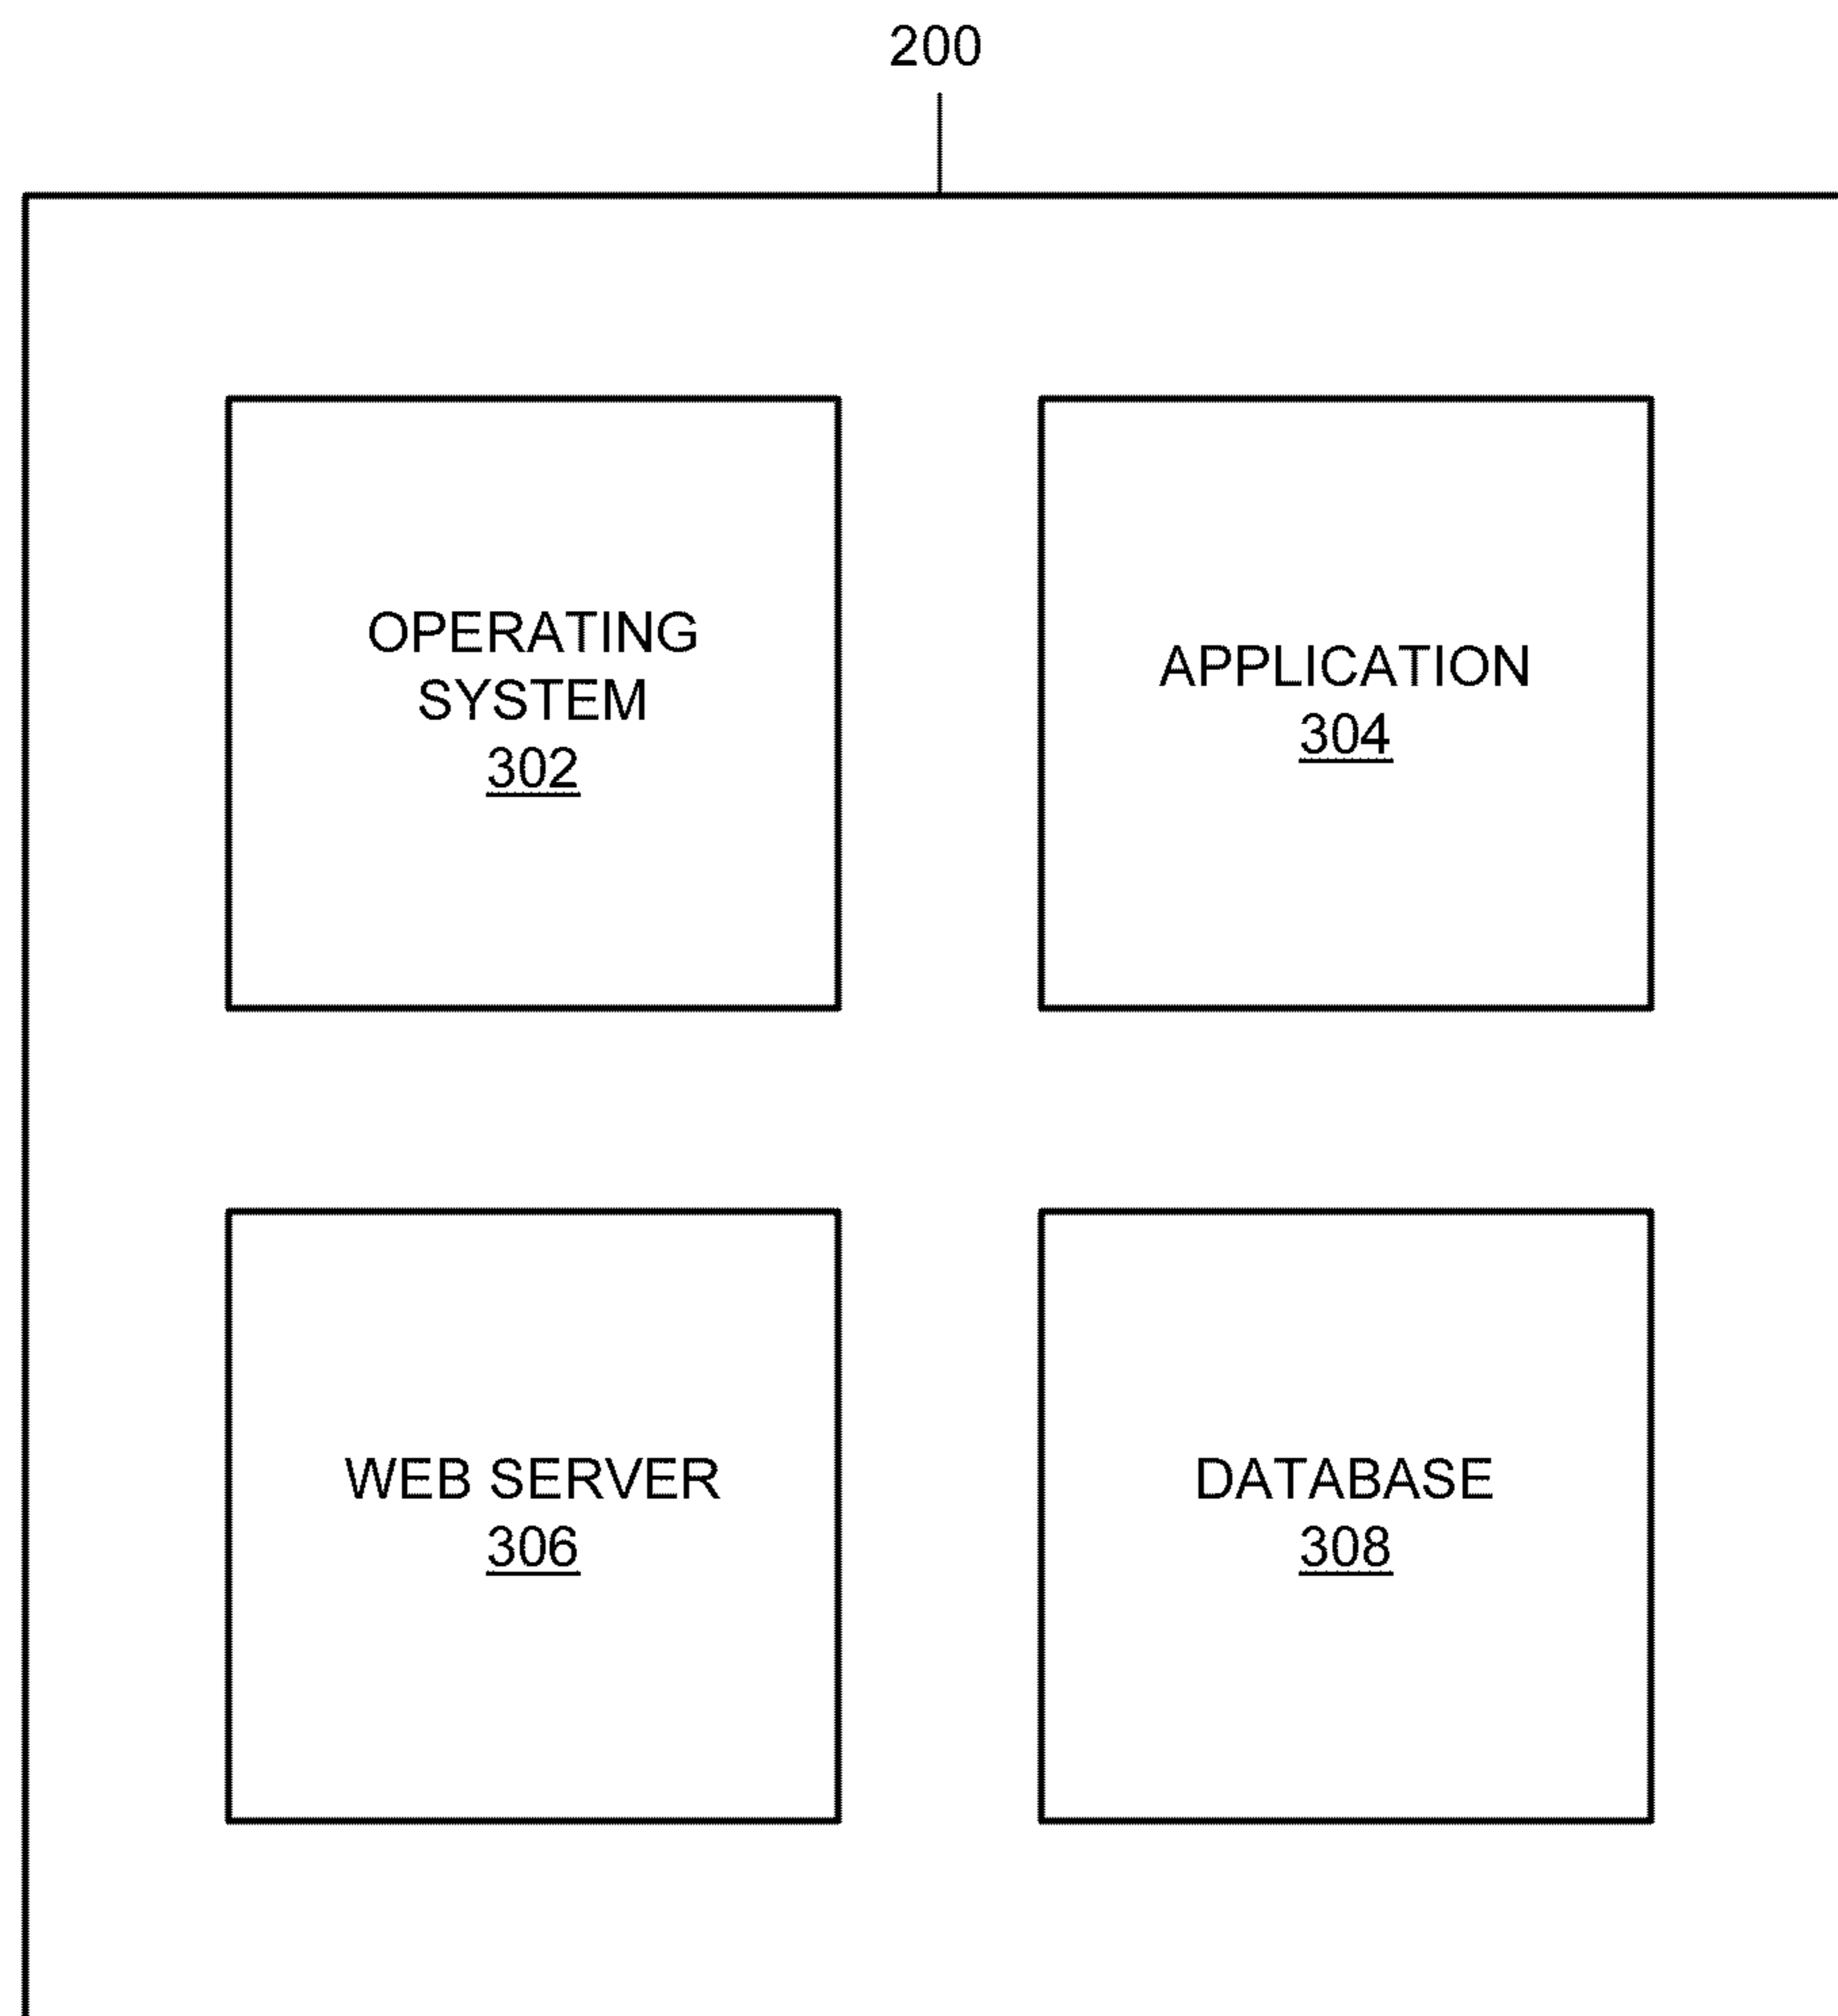 200
OPERATING
SYSTEM
302
APPLICATION
304
WEB SERVER
306
DATABASE
308